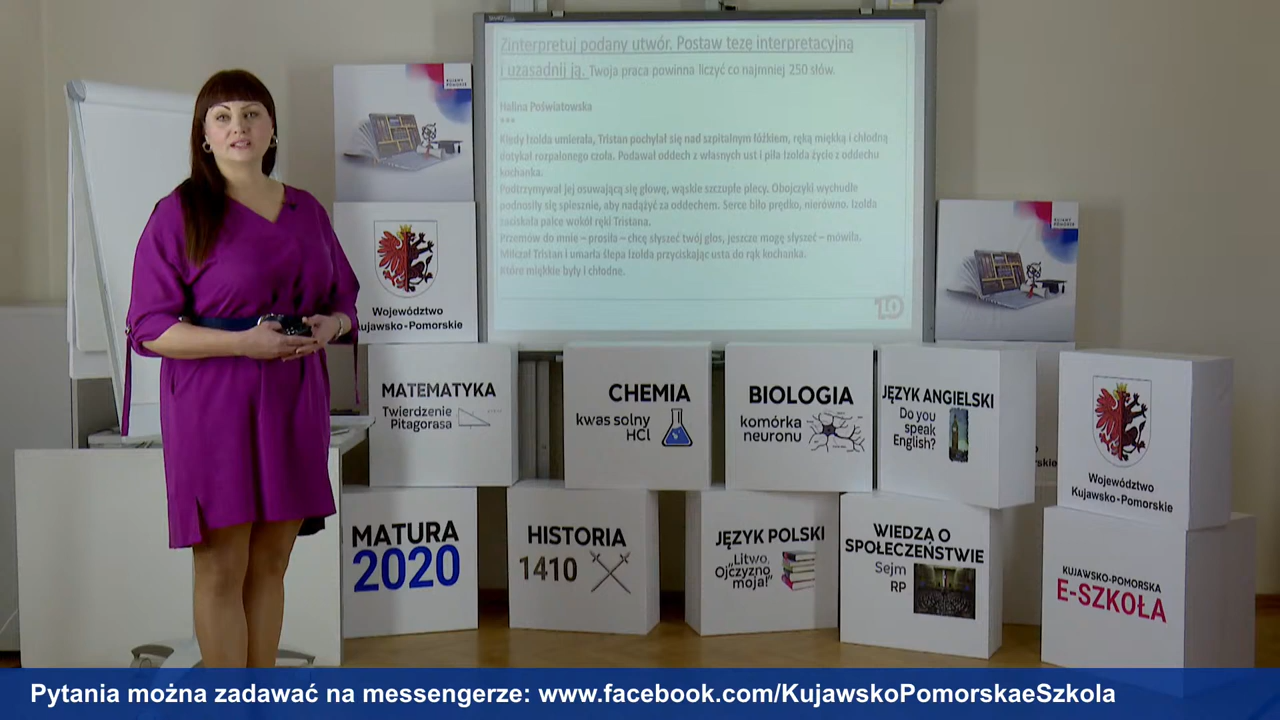 Zinterpretuj podany utwór. Postaw tezę interpretacyjną
i uzasadnij ją. Twoja praca powinna liczyć co najmniej 250 słów.
Halina Poświatowska
***
Kiedy Izolda umierała, Tristan pochylał się nad szpitalnym łóżkiem, ręką miękką i chłodną
dotykał rozpalonego czoła. Podawał oddech z własnych ust i piła Izolda życie z oddechu
kochanka.
Podtrzymywał jej osuwającą się głowę, wąskie szczupłe plecy. Obojczyki wychudłe
podnosiły się spiesznie, aby nadążyć za oddechem. Serce biło prędko, nierówno. Izolda
zaciskała palce wokół ręki Tristana.
Przemów do mnie – prosiła – chcę słyszeć twój głos, jeszcze mogę słyszeć – mówiła.
Milczał Tristan i umarła ślepa Izolda przyciskając usta do rąk kochanka.
Które miękkie były i chłodne.
KUJAWY
POMORZE
KUJAWY
POMORZE
Województwo
Kujawsko-Pomorskie
MATEMATYKA
Twierdzenie
Pitagorasa
CHEMIA
kwas solny
HCl
BIOLOGIA
komórka
neuronu
JĘZYK ANGIELSKI
Do you
speak
English?
skie
Województwo
Kujawsko-Pomorskie
MATURA
2020
HISTORIA
1410
JĘZYK POLSKI
„Litwo,
Ojczyzno
moja!"
WIEDZA O
SPOŁECZEŃSTWIE
Sejm
RP
KUJAWSKO-POMORSKA
E-SZKOŁA
Pytania można zadawać na messengerze: www.facebook.com/KujawskoPomorskaeSzkola